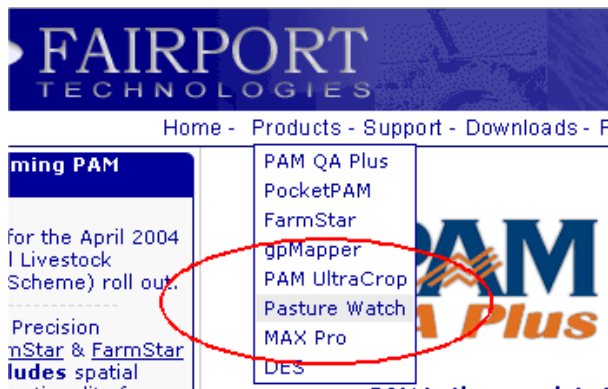 FAIRPORT
TECHNOLOGIES
Home - Products - Support - Downloads - F
ming PAM
for the April 2004
l Livestock
Scheme) roll out.
Precision
mStar & FarmStar
ludes spatial
PAM QA Plus
PocketPAM
FarmStar
gpMapper
PAM UltraCrop
Pasture Watch
MAX Pro
DES
PAM
A Plus